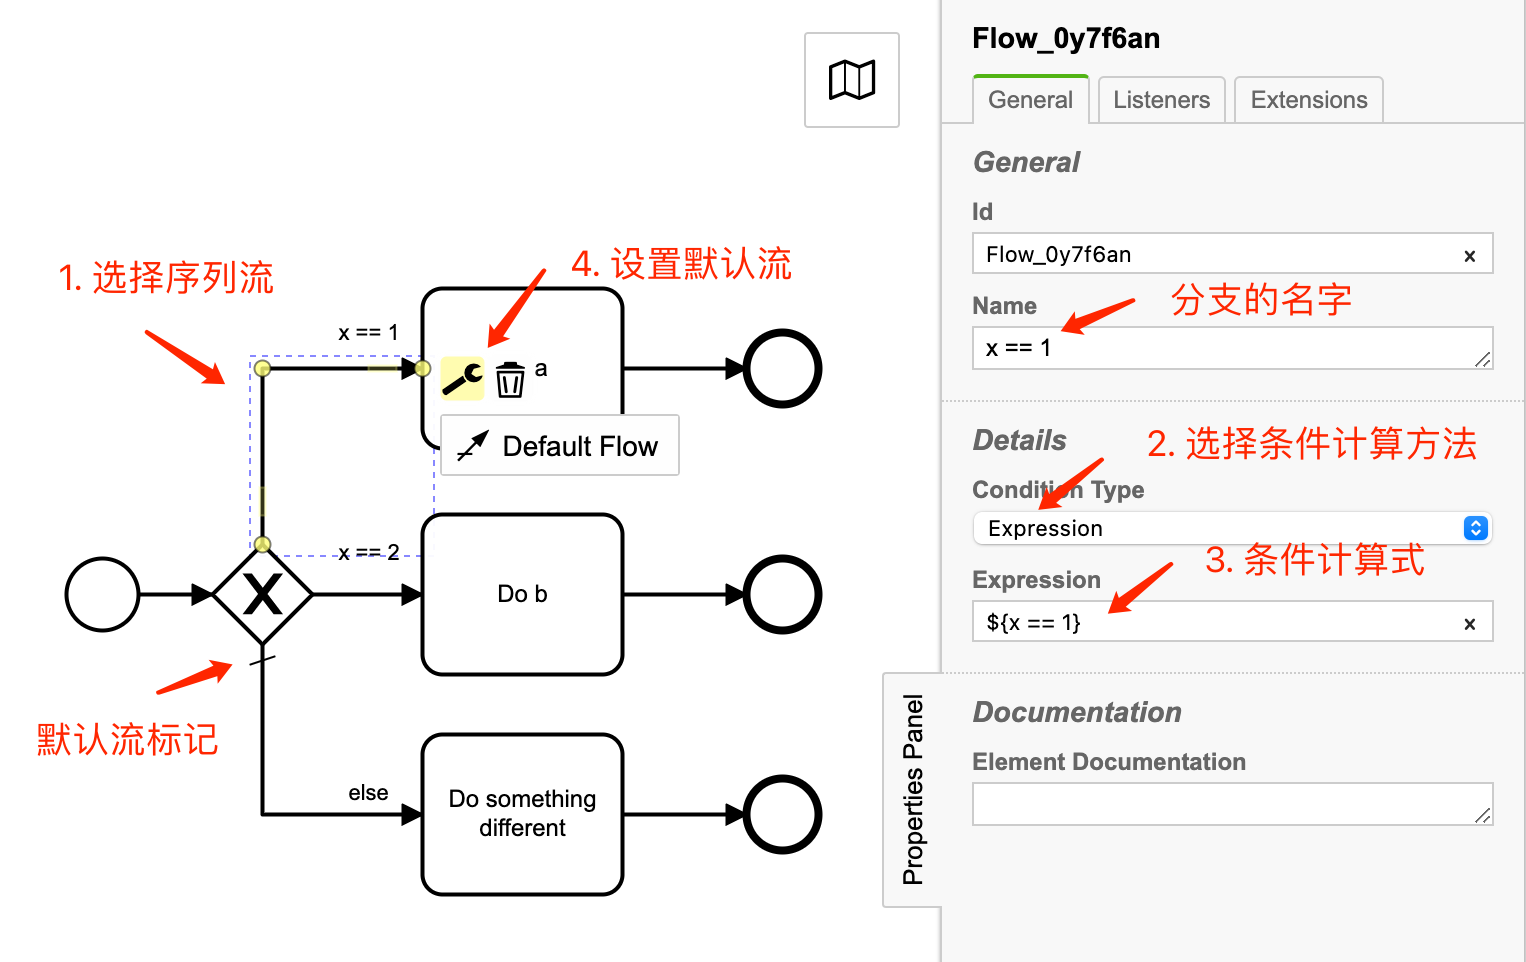 Flow_0y7f6an
General
Listeners
Extensions
General
Id
Flow_0y7f6an
x
Name
分支的名字
x == 1
Details
2. 选择条件计算方法
Condition Type
Expression
3. 条件计算式
Expression
${x == 1}
x
Documentation
Element Documentation
Properties Panel
1. 选择序列流
4. 设置默认流
x == 1
a
Default Flow
x == 2
X
Do b
默认流标记
else
Do something
different